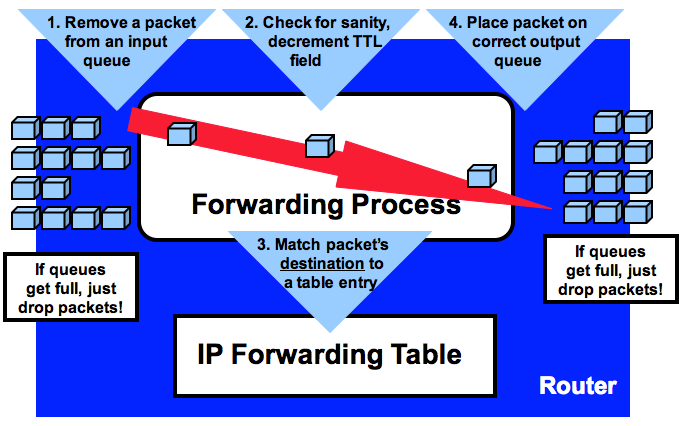 1. Remove a packet
from an input
queue
2. Check for sanity,
decrement TTL
field
4. Place packet on
correct output
queue
Forwarding Process
3. Match packet's
destination to
a table entry
If queues
get full, just
drop packets!
If queues
get full, just
drop packets!
IP Forwarding Table
Router